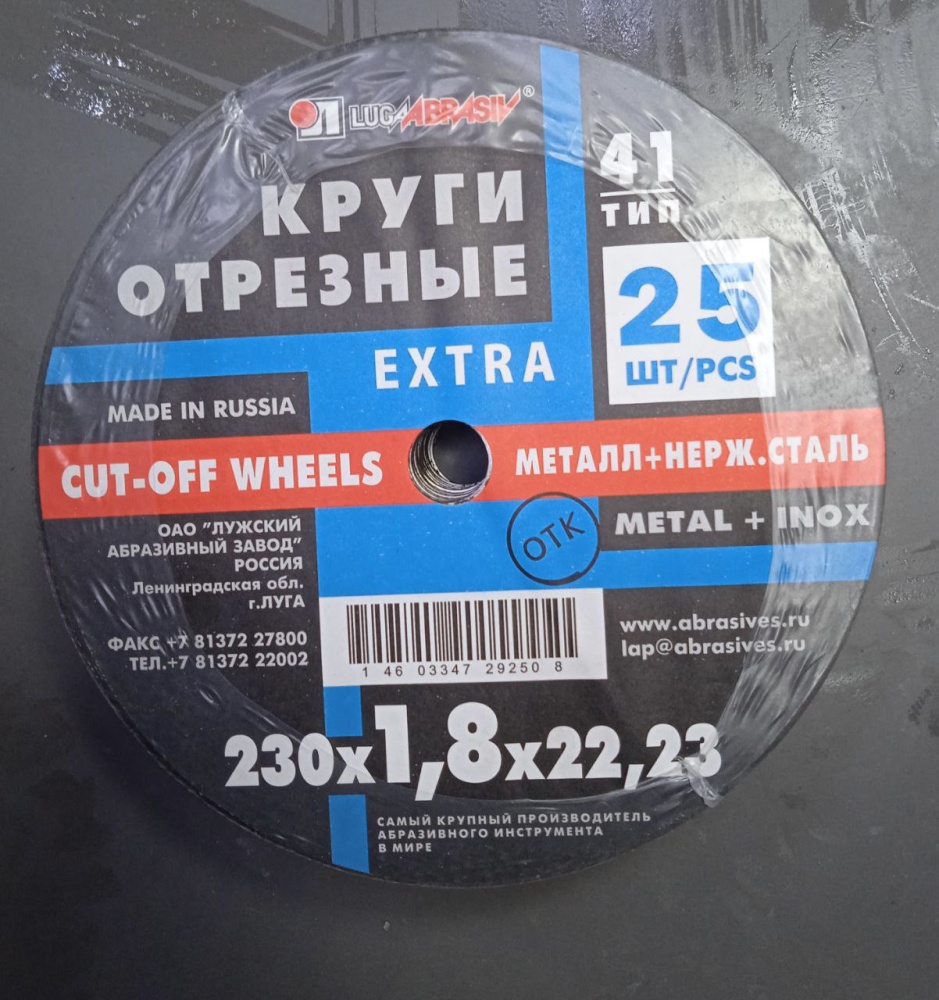 Л LUGAABRASIV®
КРУГИ
ОТРЕЗНЫЕ
41
ТИП
25
ШТ/PCS
EXTRA
MADE IN RUSSIA
CUT-OFF WHEELS
МЕТАЛЛ+НЕРЖ.СТАЛЬ
METAL + INOX
ОТК
ОАО "ЛУЖСКИЙ
АБРАЗИВНЫЙ ЗАВОД"
РОССИЯ
Ленинградская обл.
г.ЛУГА
ФАКС +7 81372 27800
ТЕЛ.+7 81372 22002
www.abrasives.ru
lap@abrasives.ru
1 46 03347 29250 8
230x1,8x22,23
САМЫЙ КРУПНЫЙ ПРОИЗВОДИТЕЛЬ
АБРАЗИВНОГО ИНСТРУМЕНТА
В МИРЕ